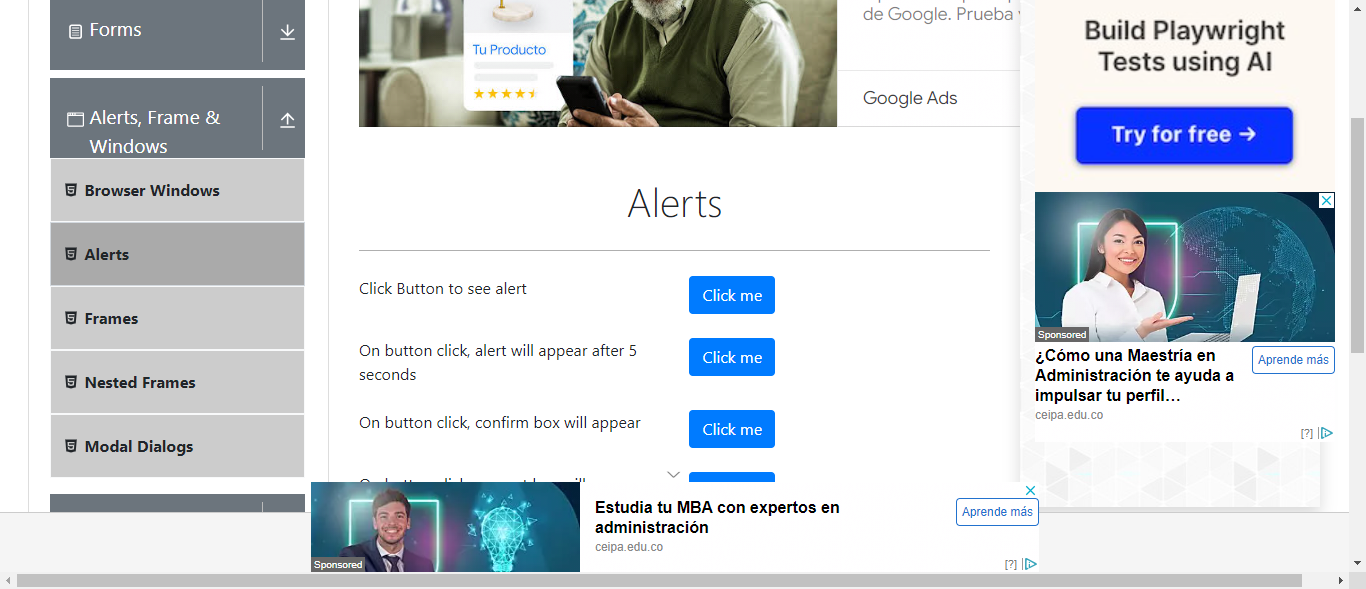 Forms
Alerts, Frame &
Windows
Browser Windows
Alerts
Frames
Nested Frames
Modal Dialogs
Tu Producto
de Google. Prueba
Google Ads
Alerts
Click Button to see alert
Click me
On button click, alert will appear after 5
seconds
Click me
On button click, confirm box will appear
Click me
Build Playwright
Tests using AI
Try for free →
Sponsored
¿Cómo una Maestría en
Administración te ayuda a
impulsar tu perfil…
ceipa.edu.co
Aprende más
[?]
Sponsored
Estudia tu MBA con expertos en
administración
ceipa.edu.co
Aprende más
[?]